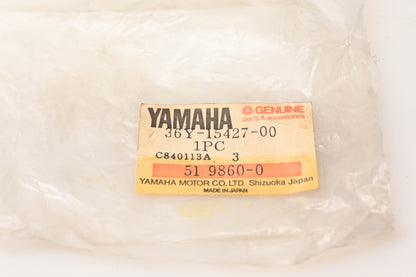 YAMAHA GENUINE
parts & accessories
36Y-15427-00
1PC
C840113A 3
51 9860-0
YAMAHA MOTOR CO., LTD. Shizuoka Japan
MADE IN JAPAN